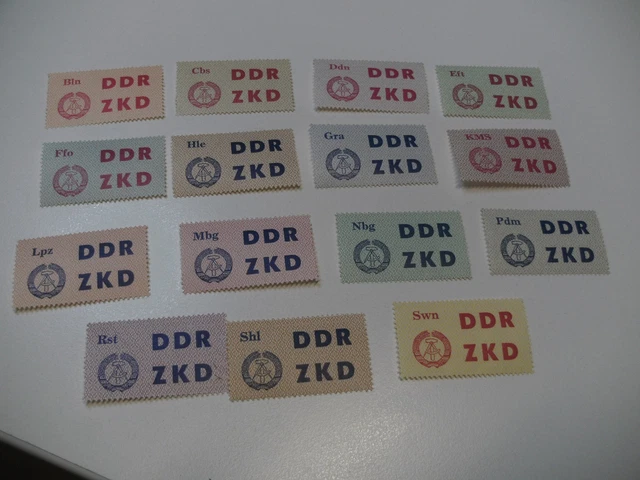 Bln DDR
ZKD
Cbs DDR
ZKD
Ddn DDR
ZKD
Eft DDR
ZKD
Ffo DDR
ZKD
Hle DDR
ZKD
Gra DDR
ZKD
KMS DDR
ZKD
Lpz DDR
ZKD
Mbg DDR
ZKD
Nbg DDR
ZKD
Pdm DDR
ZKD
Rst DDR
ZKD
Shl DDR
ZKD
Swn DDR
ZKD